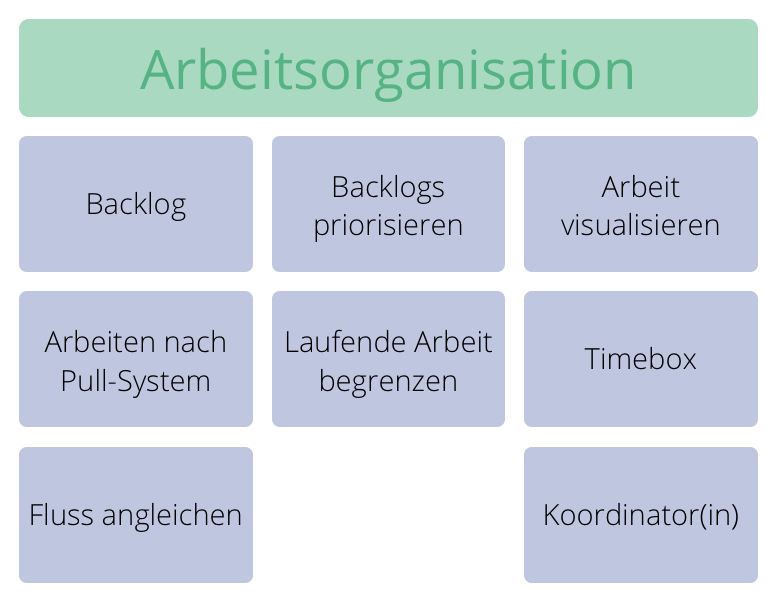 Arbeitsorganisation
Backlog
Backlogs
priorisieren
Arbeit
visualisieren
Arbeiten nach
Pull-System
Laufende Arbeit
begrenzen
Timebox
Fluss angleichen
Koordinator(in)